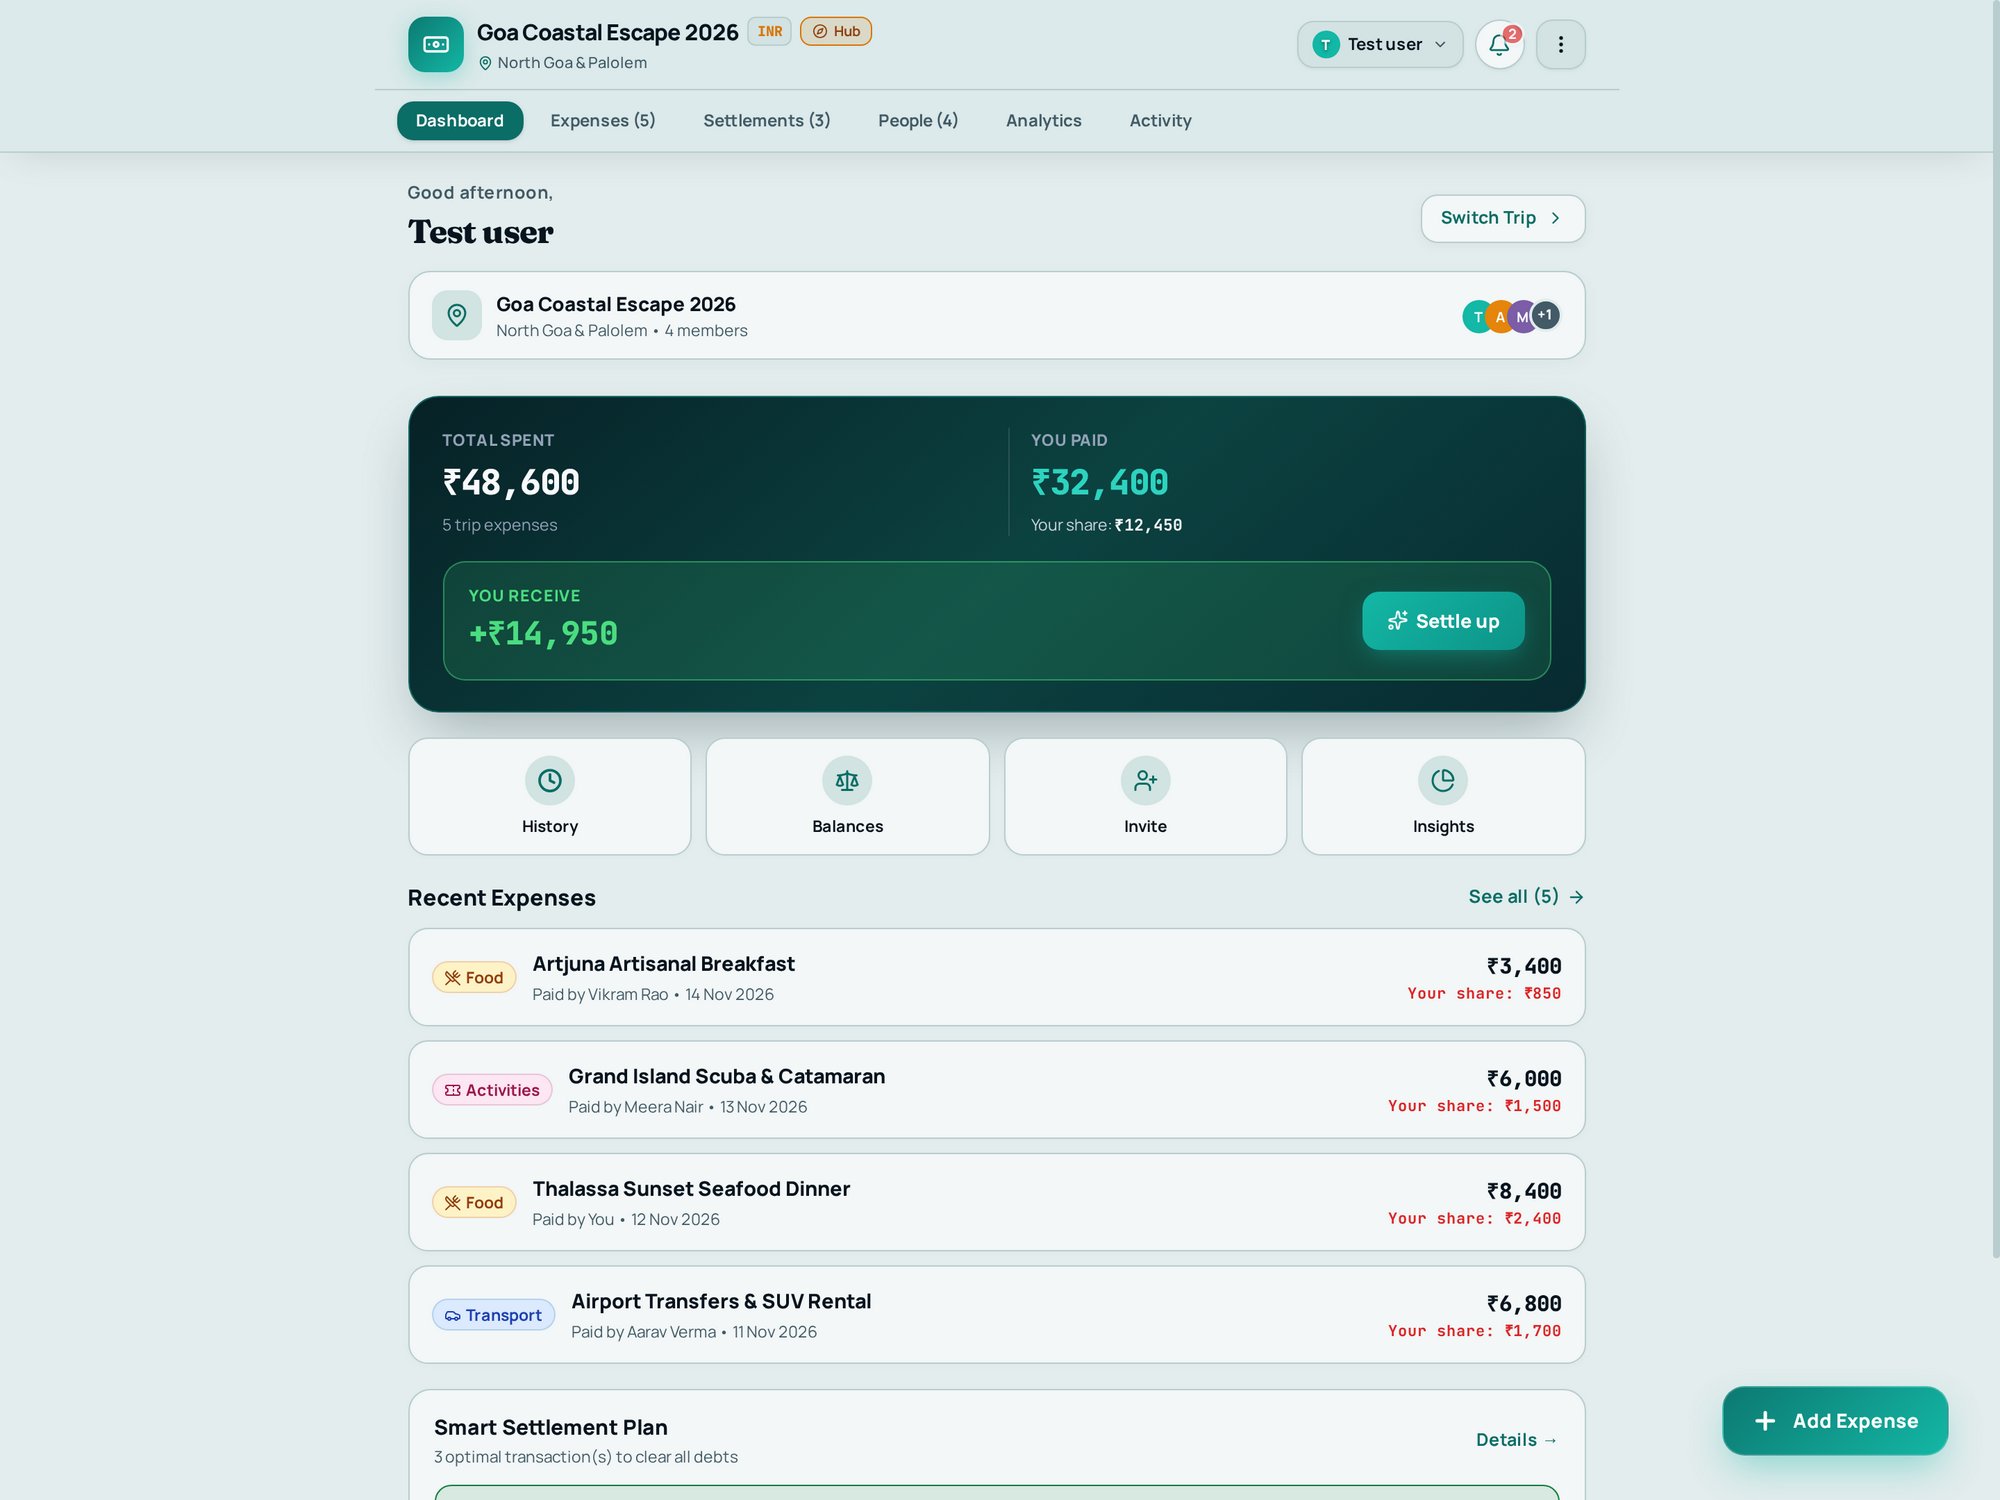 Goa Coastal Escape 2026 INR Hub
North Goa & Palolem
T Test user 2
Dashboard Expenses (5) Settlements (3) People (4) Analytics Activity
Good afternoon,
Test user
Switch Trip
Goa Coastal Escape 2026
North Goa & Palolem • 4 members
T A M +1
TOTAL SPENT
₹48,600
5 trip expenses
YOU PAID
₹32,400
Your share: ₹12,450
YOU RECEIVE
+₹14,950
Settle up
History Balances Invite Insights
Recent Expenses See all (5) →
Food Artjuna Artisanal Breakfast ₹3,400
Paid by Vikram Rao • 14 Nov 2026 Your share: ₹850
Activities Grand Island Scuba & Catamaran ₹6,000
Paid by Meera Nair • 13 Nov 2026 Your share: ₹1,500
Food Thalassa Sunset Seafood Dinner ₹8,400
Paid by You • 12 Nov 2026 Your share: ₹2,400
Transport Airport Transfers & SUV Rental ₹6,800
Paid by Aarav Verma • 11 Nov 2026 Your share: ₹1,700
Smart Settlement Plan
3 optimal transaction(s) to clear all debts
Details →
+ Add Expense